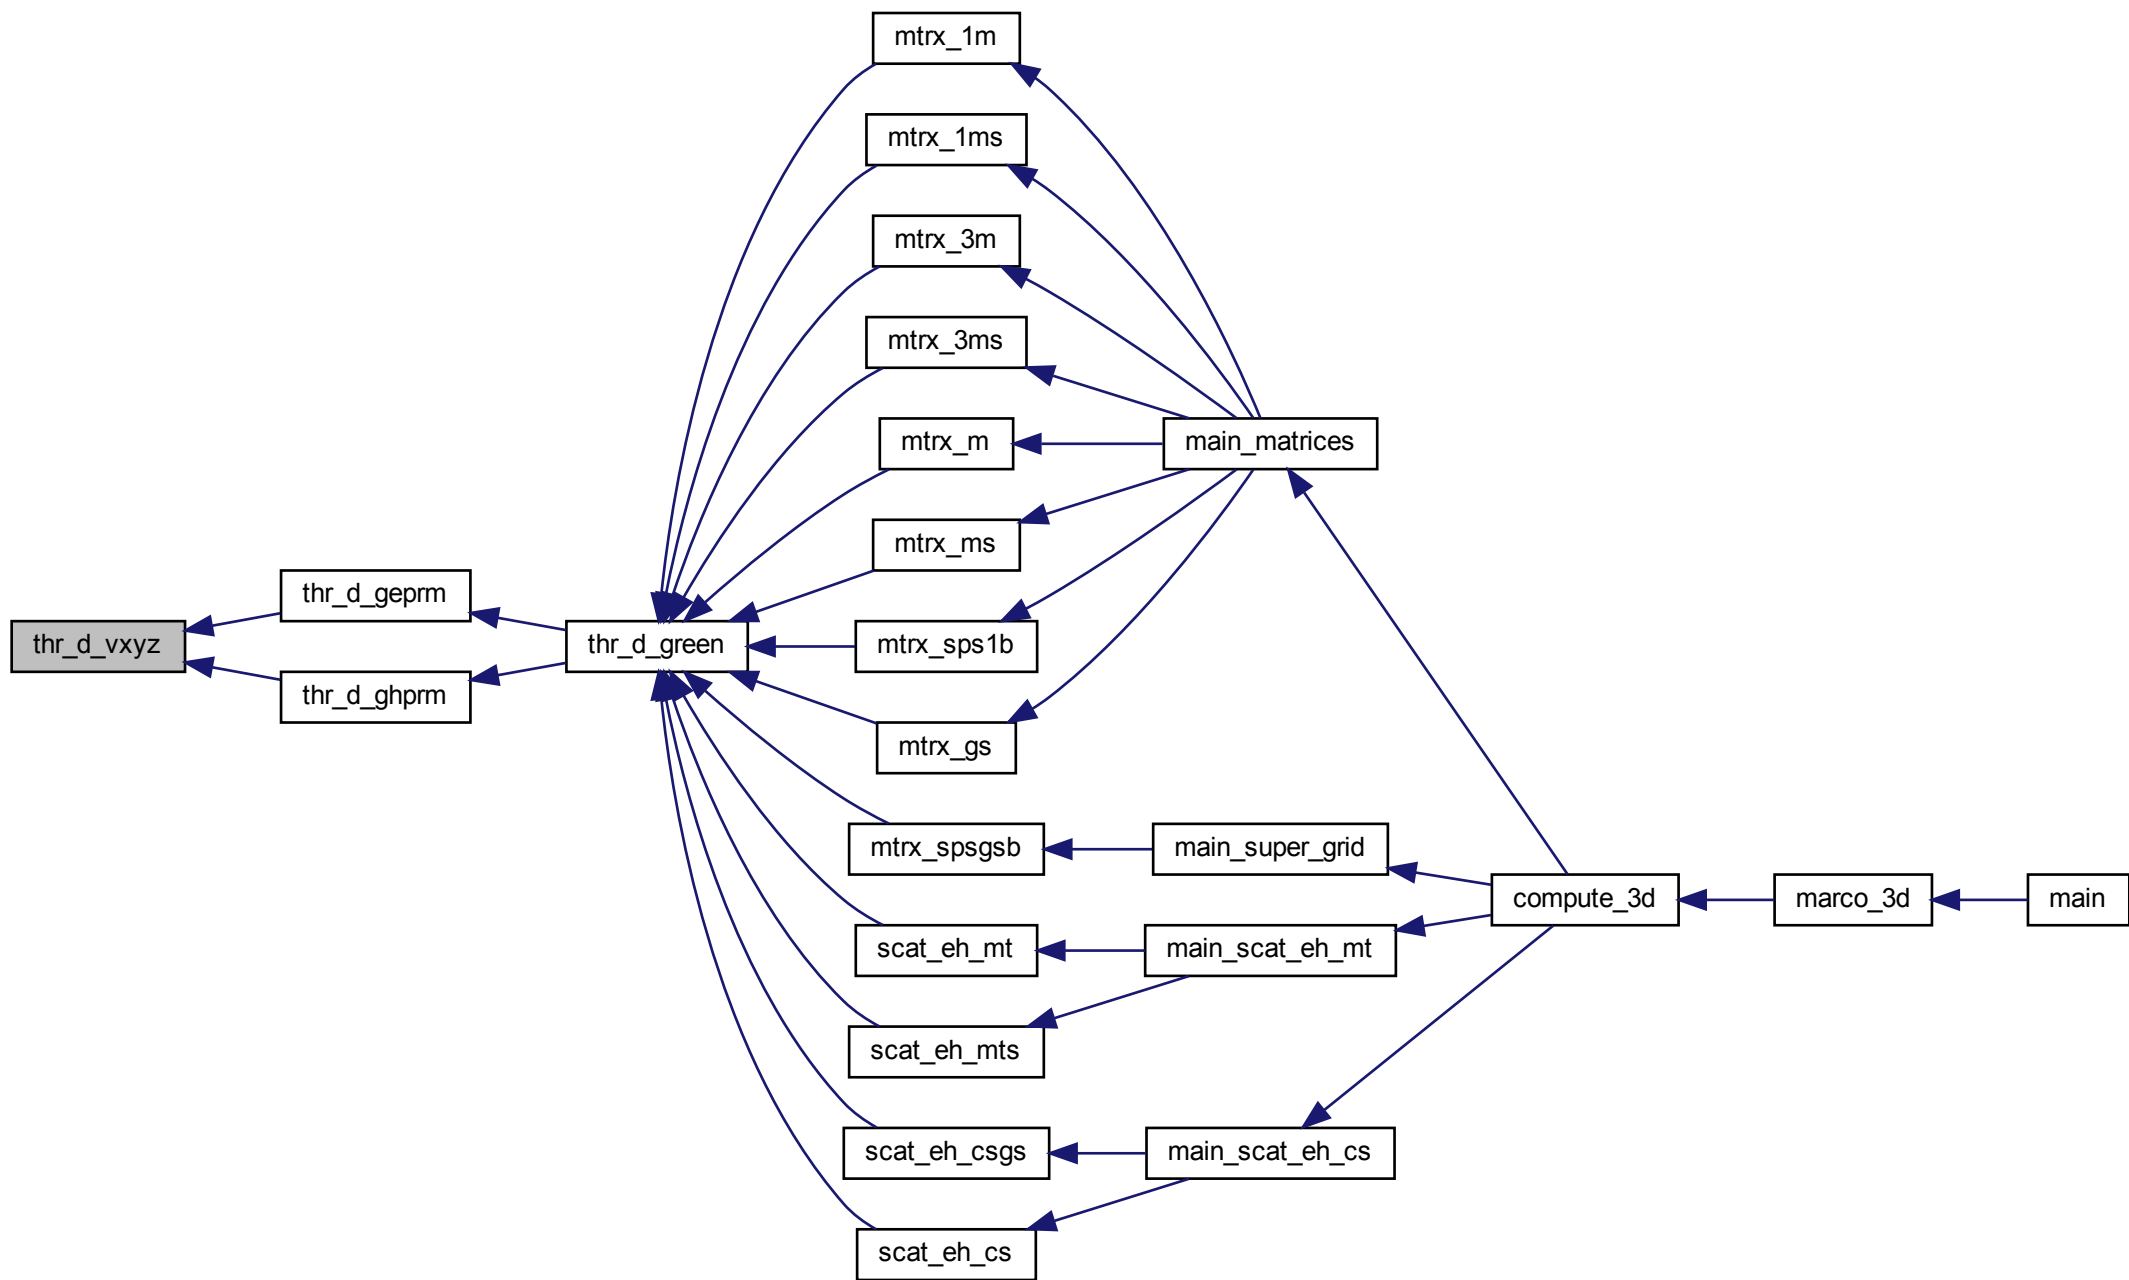 mtrx_1m
mtrx_1ms
mtrx_3m
mtrx_3ms
mtrx_m
main_matrices
mtrx_ms
thr_d_geprm
thr_d_vxyz
thr_d_green
mtrx_sps1b
thr_d_ghprm
mtrx_gs
mtrx_spsgsb
main_super_grid
compute_3d
marco_3d
main
scat_eh_mt
main_scat_eh_mt
scat_eh_mts
scat_eh_csgs
main_scat_eh_cs
scat_eh_cs